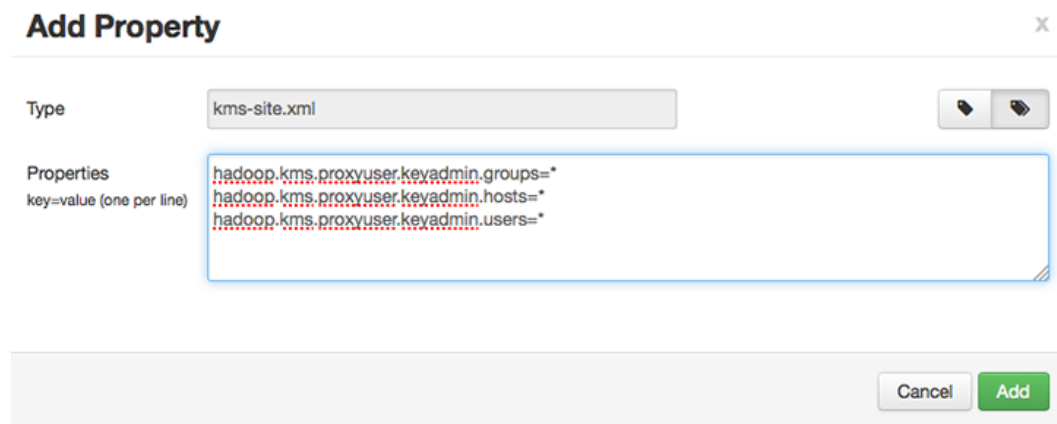 Add Property
x
Type
kms-site.xml
Properties
key=value (one per line)
hadoop.kms.proxyuser.keyadmin.groups=*
hadoop.kms.proxyuser.keyadmin.hosts=*
hadoop.kms.proxyuser.keyadmin.users=*
Cancel
Add